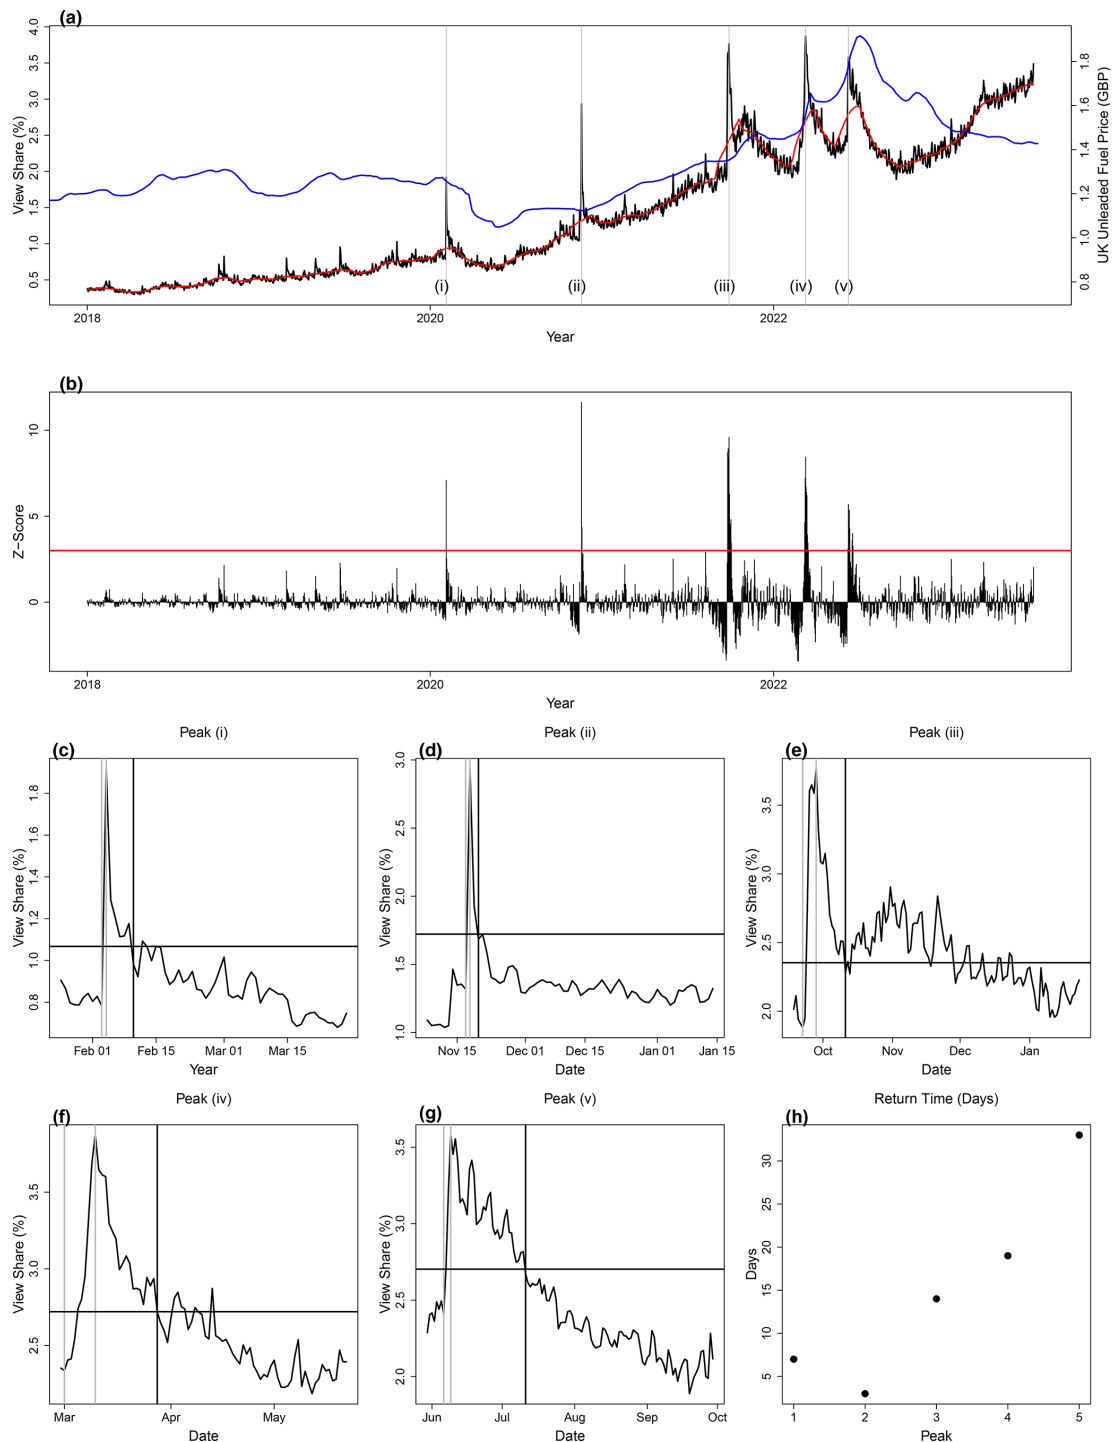 (a)
4.0
3.5
3.0
2.5
2.0
1.5
1.0
0.5
View Share (%)
1.8
1.6
1.4
1.2
1.0
0.8
UK Unleaded Fuel Price (GBP)
(i)
(ii)
(iii)
(iv)
(v)
2018
2020
2022
Year
(b)
10
5
0
Z−Score
2018
2020
2022
Year
Peak (i)
(c)
1.8
1.6
1.4
1.2
1.0
0.8
View Share (%)
Feb 01
Feb 15
Mar 01
Mar 15
Year
Peak (ii)
(d)
3.0
2.5
2.0
1.5
1.0
View Share (%)
Nov 15
Dec 01
Dec 15
Jan 01
Jan 15
Date
Peak (iii)
(e)
3.5
3.0
2.5
2.0
View Share (%)
Oct
Nov
Dec
Jan
Date
Peak (iv)
(f)
3.5
3.0
2.5
View Share (%)
Mar
Apr
May
Date
Peak (v)
(g)
3.5
3.0
2.5
2.0
View Share (%)
Jun
Jul
Aug
Sep
Oct
Date
Return Time (Days)
(h)
30
20
15
10
5
Days
1
2
3
4
5
Peak